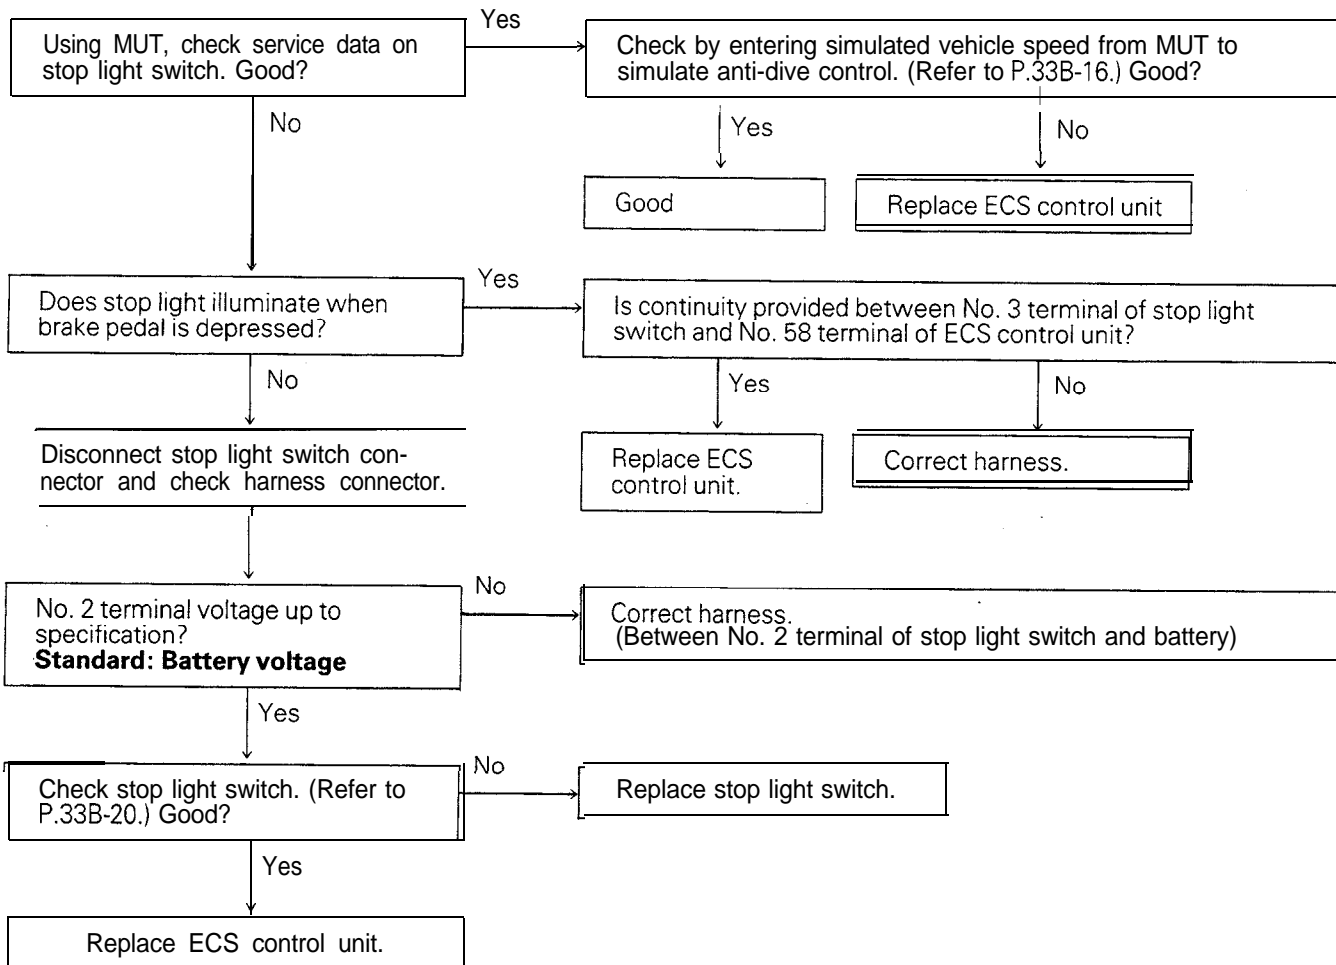 Yes
Using MUT, check service data on
stop light switch. Good?
Check by entering simulated vehicle speed from MUT to
simulate anti-dive control. (Refer to P.33B-16.) Good?
No
Yes
No
Good
Replace ECS control unit
Yes
Does stop light illuminate when
brake pedal is depressed?
Is continuity provided between No. 3 terminal of stop light
switch and No. 58 terminal of ECS control unit?
No
Yes
No
Disconnect stop light switch con-
nector and check harness connector.
Replace ECS
control unit.
Correct harness.
No
No. 2 terminal voltage up to
specification?
Standard: Battery voltage
Correct harness.
(Between No. 2 terminal of stop light switch and battery)
Yes
No
Check stop light switch. (Refer to
P.33B-20.) Good?
Replace stop light switch.
Yes
Replace ECS control unit.